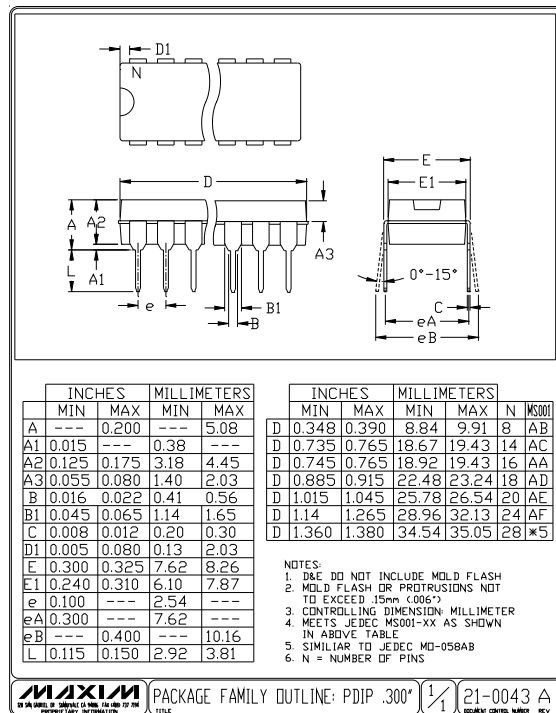 D1
N
D
E
E1
A
A2
A3
L
A1
e
B1
B
0°-15°
C
eA
eB
INCHES MILLIMETERS
MIN MAX MIN MAX
A --- 0.200 --- 5.08
A1 0.015 --- 0.38 ---
A2 0.125 0.175 3.18 4.45
A3 0.055 0.080 1.40 2.03
B 0.016 0.022 0.41 0.56
B1 0.045 0.065 1.14 1.65
C 0.008 0.012 0.20 0.30
D1 0.005 0.080 0.13 2.03
E 0.300 0.325 7.62 8.26
E1 0.240 0.310 6.10 7.87
e 0.100 --- 2.54 ---
eA 0.300 --- 7.62 ---
eB --- 0.400 --- 10.16
L 0.115 0.150 2.92 3.81
INCHES MILLIMETERS
MIN MAX MIN MAX N MS001
D 0.348 0.390 8.84 9.91 8 AB
D 0.735 0.765 18.67 19.43 14 AC
D 0.745 0.765 18.92 19.43 16 AA
D 0.885 0.915 22.48 23.24 18 AD
D 1.015 1.045 25.78 26.54 20 AE
D 1.14 1.265 28.96 32.13 24 AF
D 1.360 1.380 34.54 35.05 28 *5
NOTES:
1. D&E DO NOT INCLUDE MOLD FLASH
2. MOLD FLASH OR PROTRUSIONS NOT
TO EXCEED .15mm (.006")
3. CONTROLLING DIMENSION: MILLIMETER
4. MEETS JEDEC MS001-XX AS SHOWN
IN ABOVE TABLE
5. SIMILIAR TO JEDEC MO-058AB
6. N = NUMBER OF PINS
MAXIM
PROPRIETARY INFORMATION
PACKAGE FAMILY OUTLINE: PDIP .300"
TITLE
1/1
21-0043 A
DOCUMENT CONTROL NUMBER REV